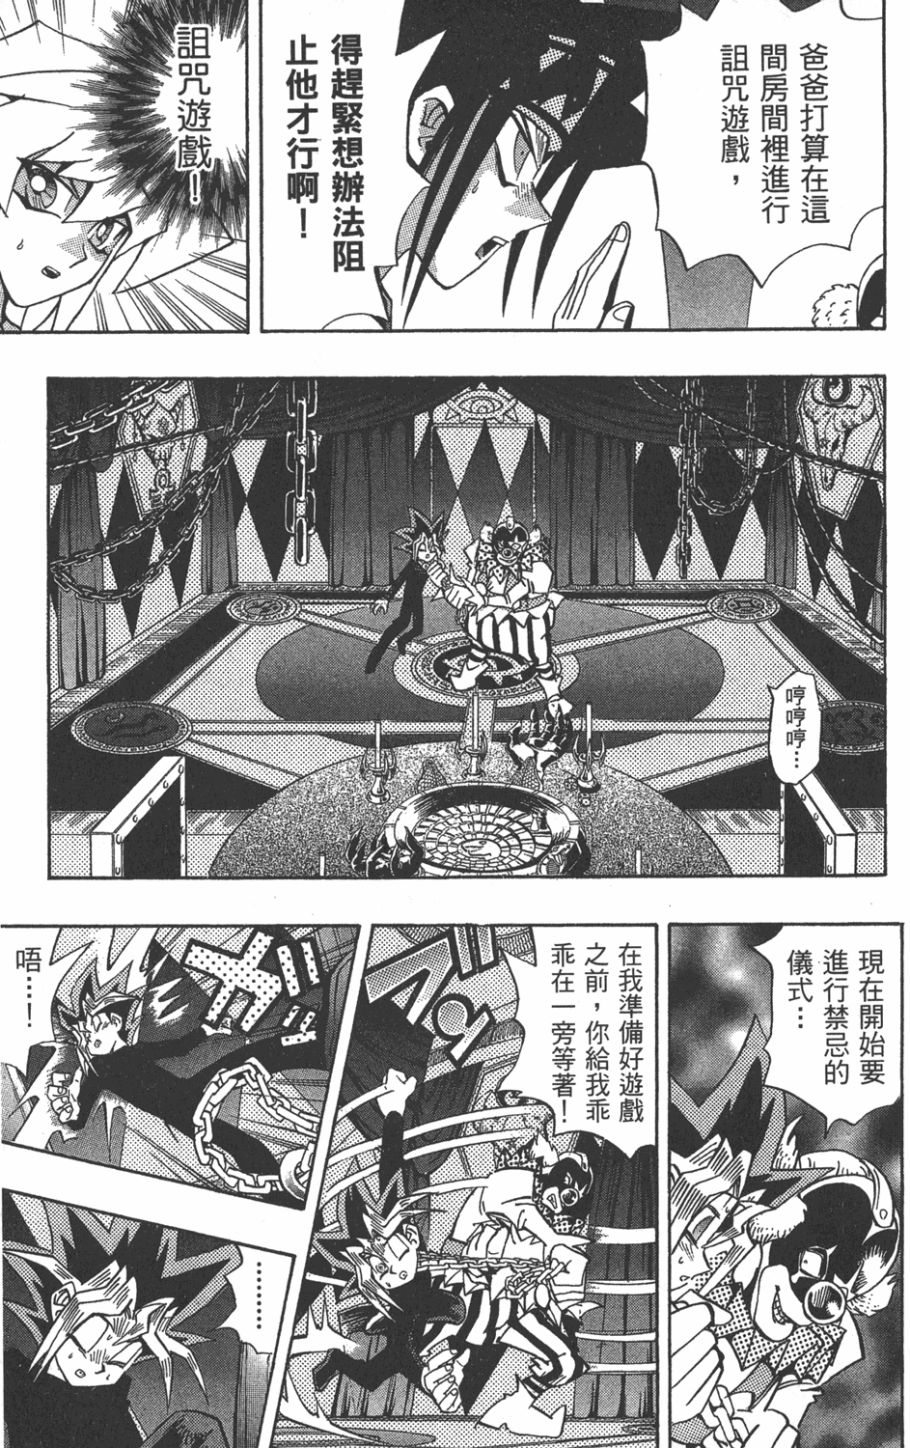 爸爸打算在這
間房間裡進行
詛咒遊戲，
得趕緊想辦法阻
止他才行啊！
詛咒遊戲！
哼哼哼…
現在開始要
進行禁忌的
儀式…
在我準備好遊戲
之前，你給我乖
乖在一旁等著！
唔…！
………